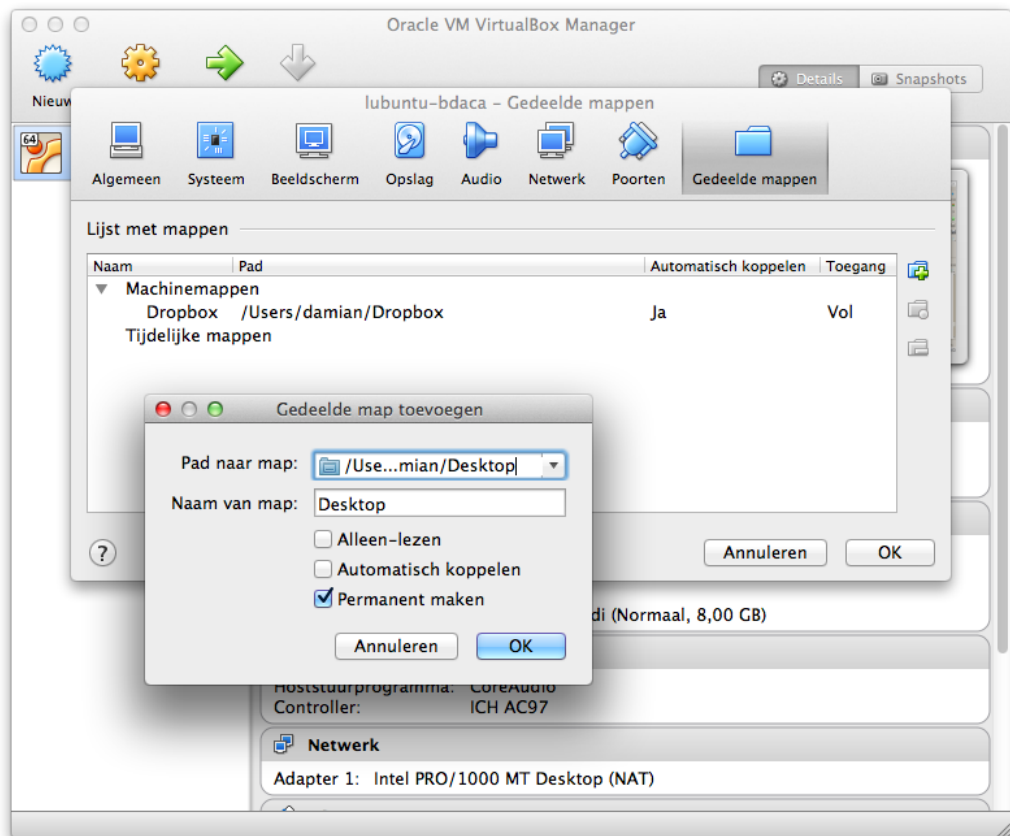 Oracle VM VirtualBox Manager
Nieuw
Details
Snapshots
lubuntu-bdaca – Gedeelde mappen
64
Algemeen Systeem Beeldscherm Opslag Audio Netwerk Poorten Gedeelde mappen
Lijst met mappen
Naam Pad Automatisch koppelen Toegang
Machinemappen
Dropbox /Users/damian/Dropbox Ja Vol
Tijdelijke mappen
Gedeelde map toevoegen
Pad naar map: /Use...mian/Desktop
Naam van map: Desktop
Alleen-lezen
Automatisch koppelen
Permanent maken
Annuleren OK
?
Annuleren OK
di (Normaal, 8,00 GB)
Hoststuurprogramma: CoreAudio
Controller: ICH AC97
Netwerk
Adapter 1: Intel PRO/1000 MT Desktop (NAT)